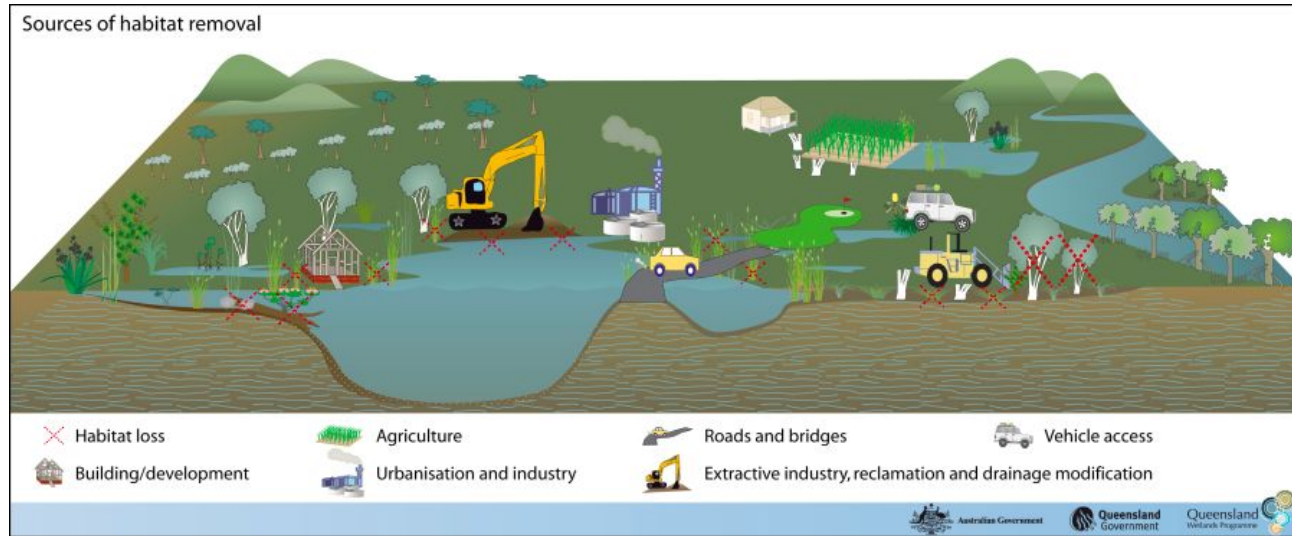 Sources of habitat removal
Habitat loss
Agriculture
Roads and bridges
Vehicle access
Building/development
Urbanisation and industry
Extractive industry, reclamation and drainage modification
Australian Government
Queensland
Government
Queensland
Wetlands Programme